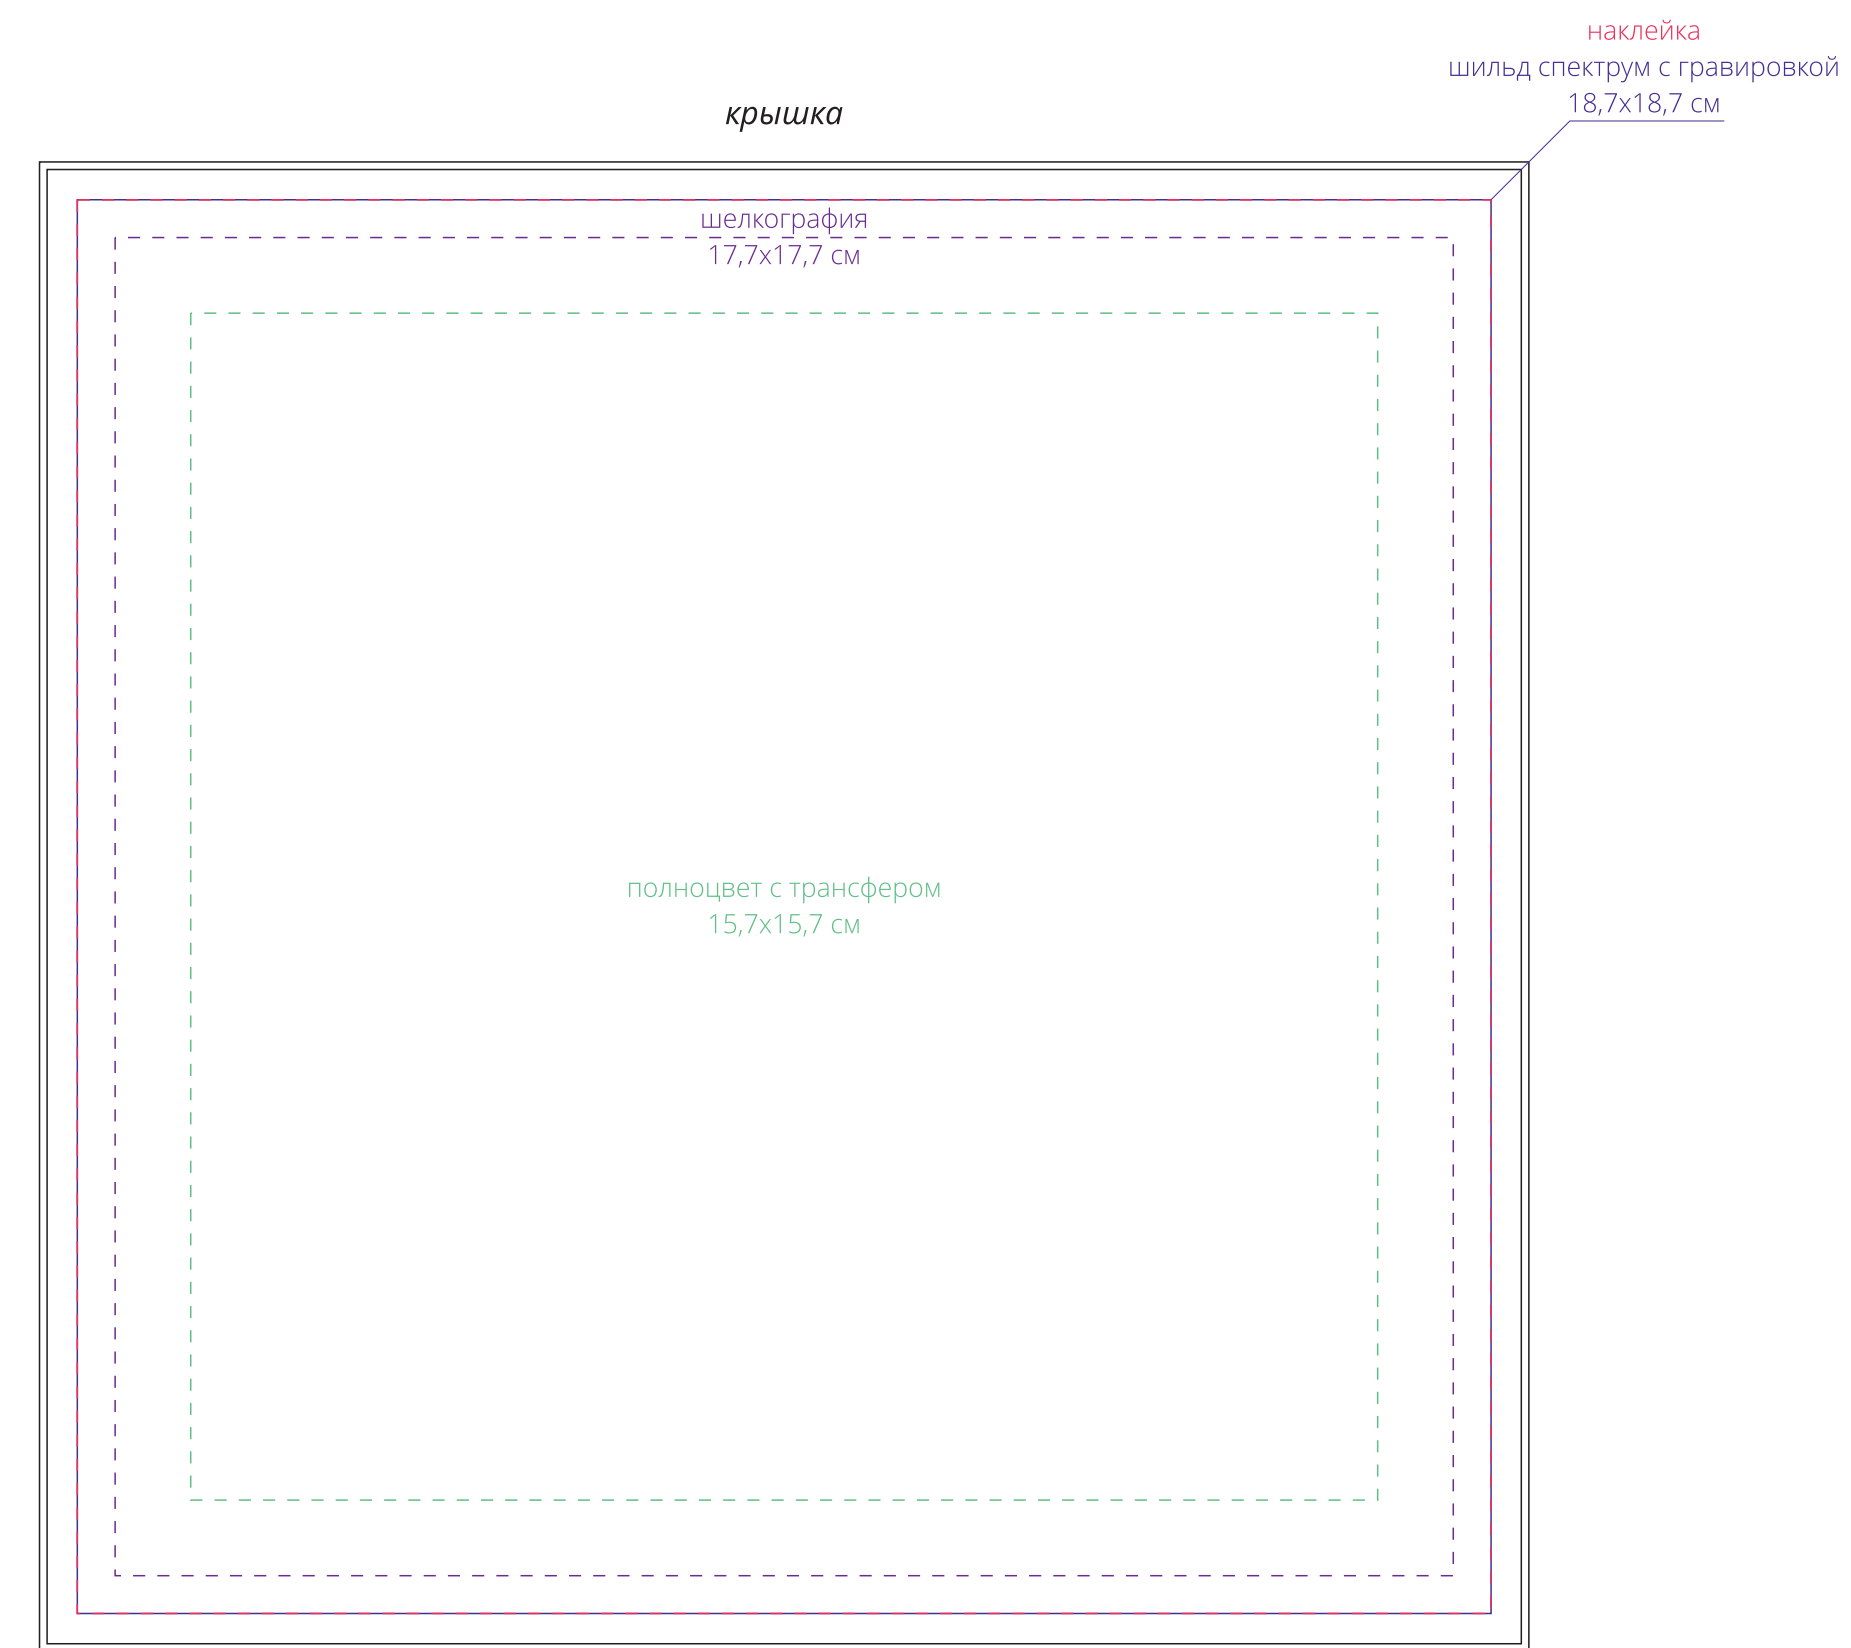 наклейка
шильд спектрум с гравировкой
18,7х18,7 см
крышка
шелкография
17,7х17,7 см
полноцвет с трансфером
15,7х15,7 см